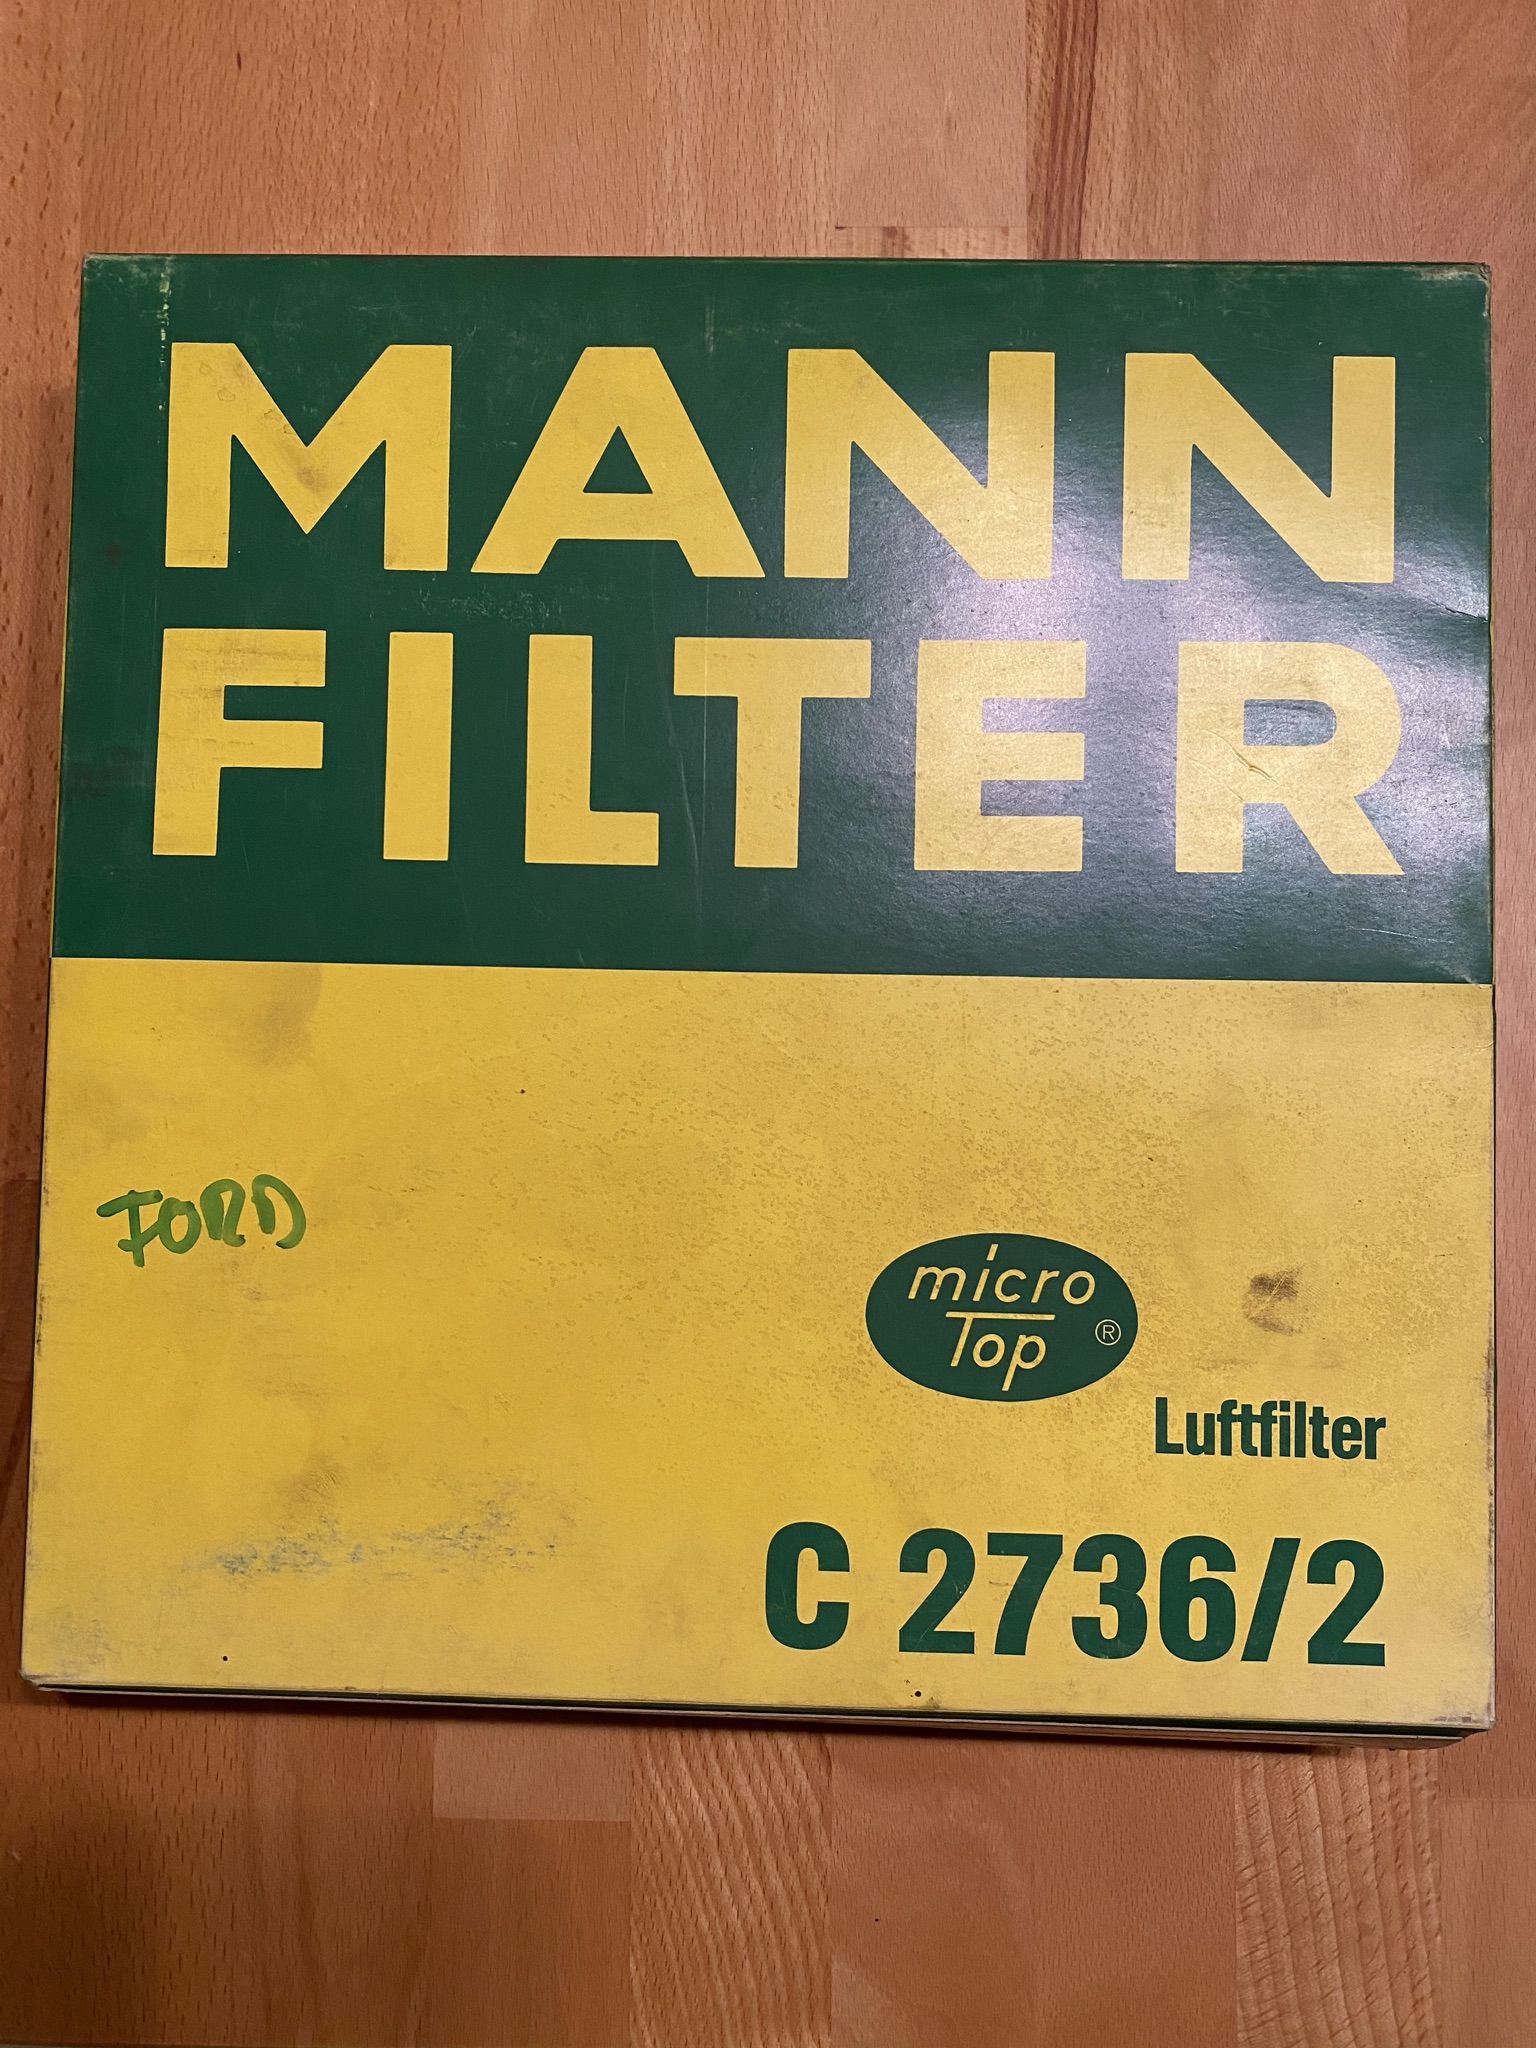 MANN
FILTER
FORD
micro
Top ®
Luftfilter
C 2736/2